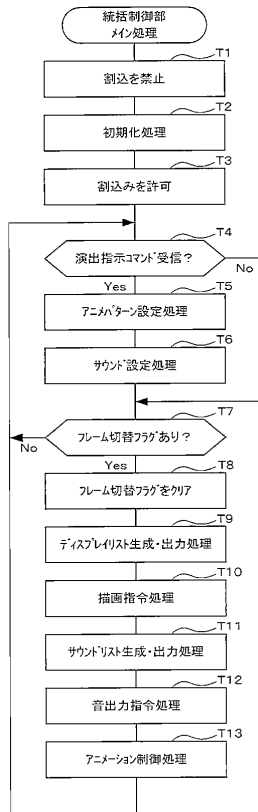 統括制御部
メイン処理
T1
割込を禁止
T2
初期化処理
T3
割込みを許可
T4
演出指示コマンド受信?
No
Yes
T5
アニメパターン設定処理
T6
サウンド設定処理
T7
フレーム切替フラグあり?
No
Yes
T8
フレーム切替フラグをクリア
T9
ディスプレイリスト生成・出力処理
T10
描画指令処理
T11
サウンドリスト生成・出力処理
T12
音出力指令処理
T13
アニメーション制御処理